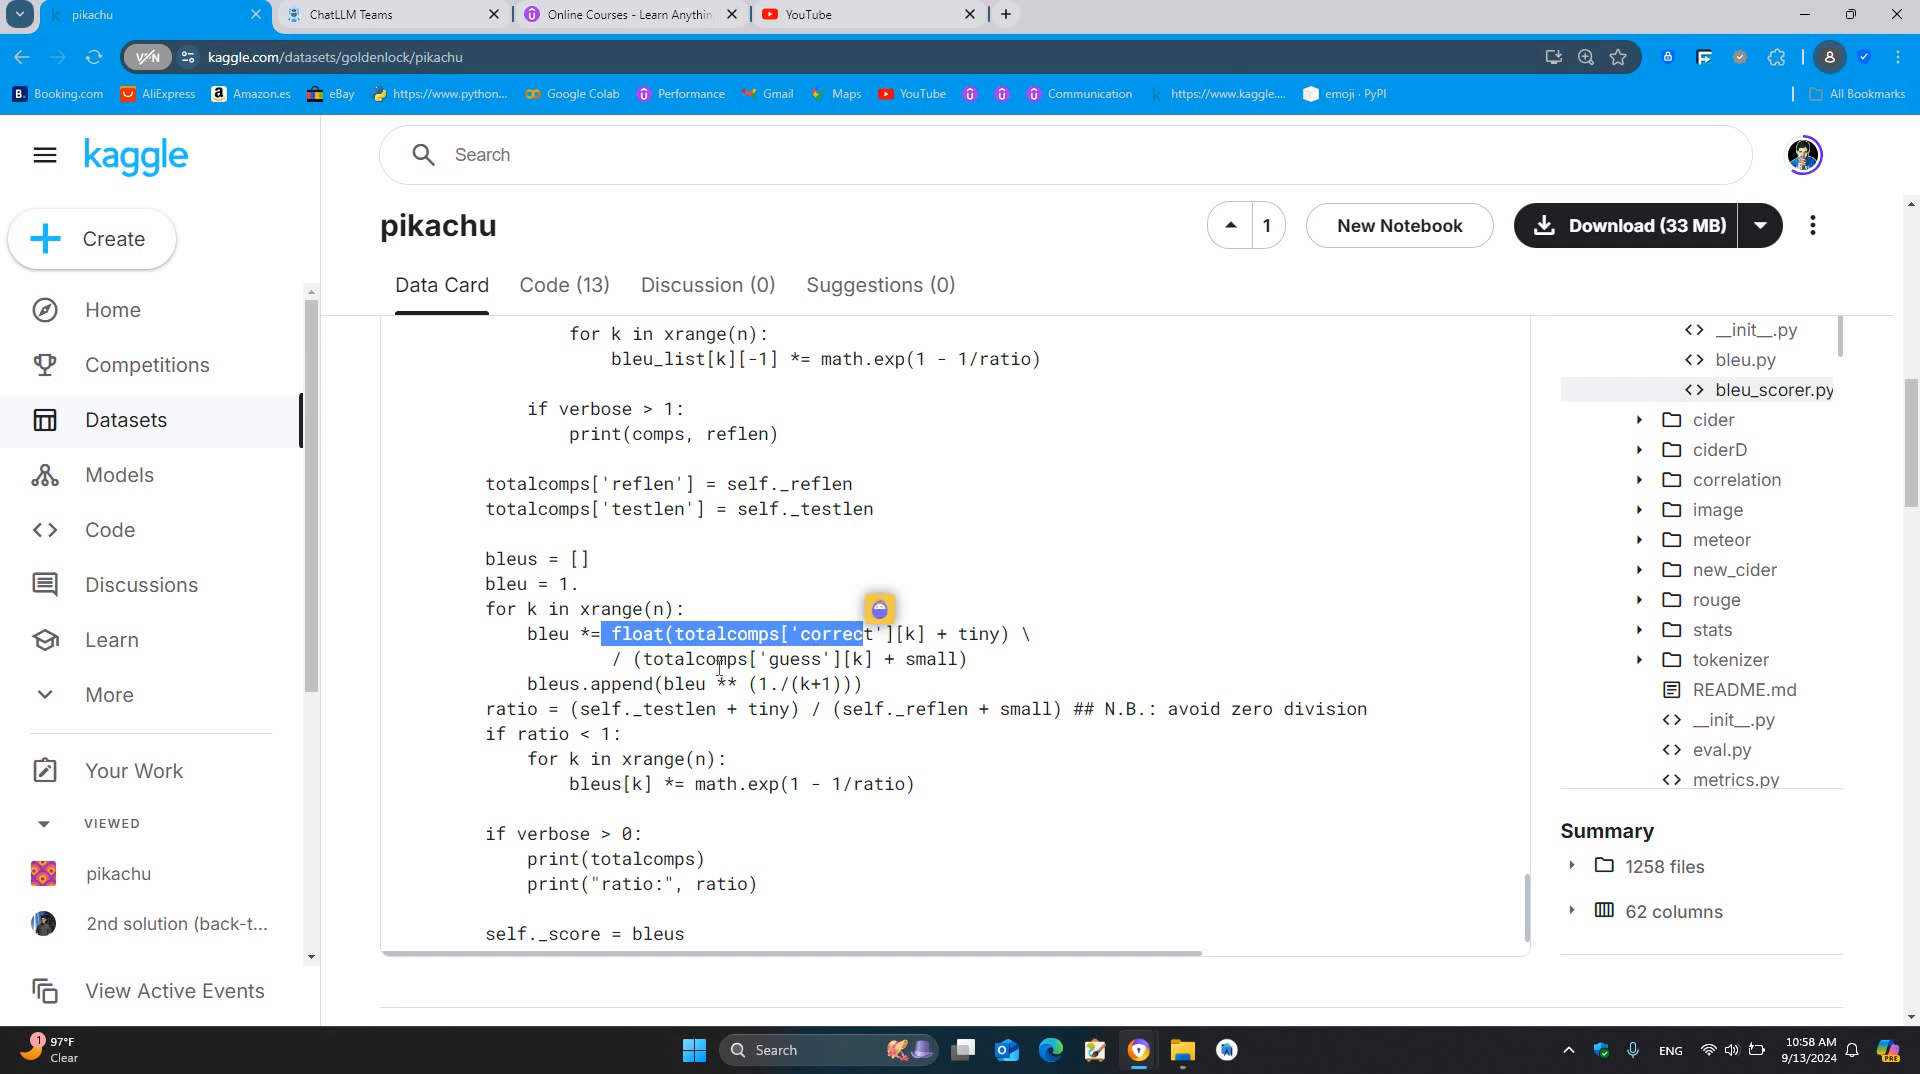 pikachu
ChatLLM Teams
Online Courses - Learn Anythin
YouTube
VPN
kaggle.com/datasets/goldenlock/pikachu
B. Booking.com
AliExpress
Amazon.es
eBay
https://www.python...
Google Colab
Performance
Gmail
Maps
YouTube
Communication
https://www.kaggle....
emoji · PyPI
All Bookmarks
kaggle
Search
Create
pikachu
1
New Notebook
Download (33 MB)
Data Card
Code (13)
Discussion (0)
Suggestions (0)
Home
Competitions
Datasets
Models
Code
Discussions
Learn
More
Your Work
VIEWED
pikachu
2nd solution (back-t...
View Active Events
for k in xrange(n):
bleu_list[k][-1] *= math.exp(1 - 1/ratio)
if verbose > 1:
print(comps, reflen)
totalcomps['reflen'] = self._reflen
totalcomps['testlen'] = self._testlen
bleus = []
bleu = 1.
for k in xrange(n):
bleu *= float(totalcomps['correct'][k] + tiny) \
/ (totalcomps['guess'][k] + small)
bleus.append(bleu ** (1./(k+1)))
ratio = (self._testlen + tiny) / (self._reflen + small) ## N.B.: avoid zero division
if ratio < 1:
for k in xrange(n):
bleus[k] *= math.exp(1 - 1/ratio)
if verbose > 0:
print(totalcomps)
print("ratio:", ratio)
self._score = bleus
<> __init__.py
<> bleu.py
<> bleu_scorer.py
cider
ciderD
correlation
image
meteor
new_cider
rouge
stats
tokenizer
README.md
<> __init__.py
<> eval.py
<> metrics.py
Summary
1258 files
62 columns
1
97°F
Clear
Search
ENG
10:58 AM
9/13/2024
PRE